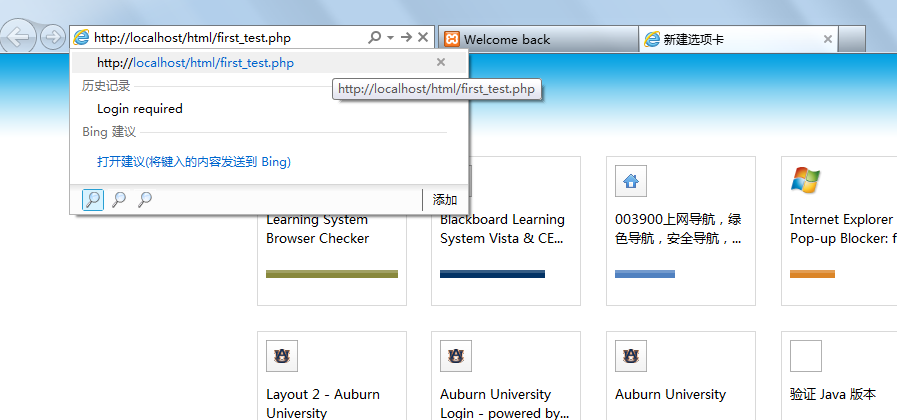 http://localhost/html/first_test.php
Welcome back
新建选项卡
http://localhost/html/first_test.php
http://localhost/html/first_test.php
历史记录
Login required
Bing 建议
打开建议(将键入的内容发送到 Bing)
添加
Learning System
Browser Checker
Blackboard Learning
System Vista & CE...
003900上网导航，绿
色导航，安全导航，...
Internet Explorer
Pop-up Blocker: f
Layout 2 - Auburn
University
Auburn University
Login - powered by...
Auburn University
验证 Java 版本